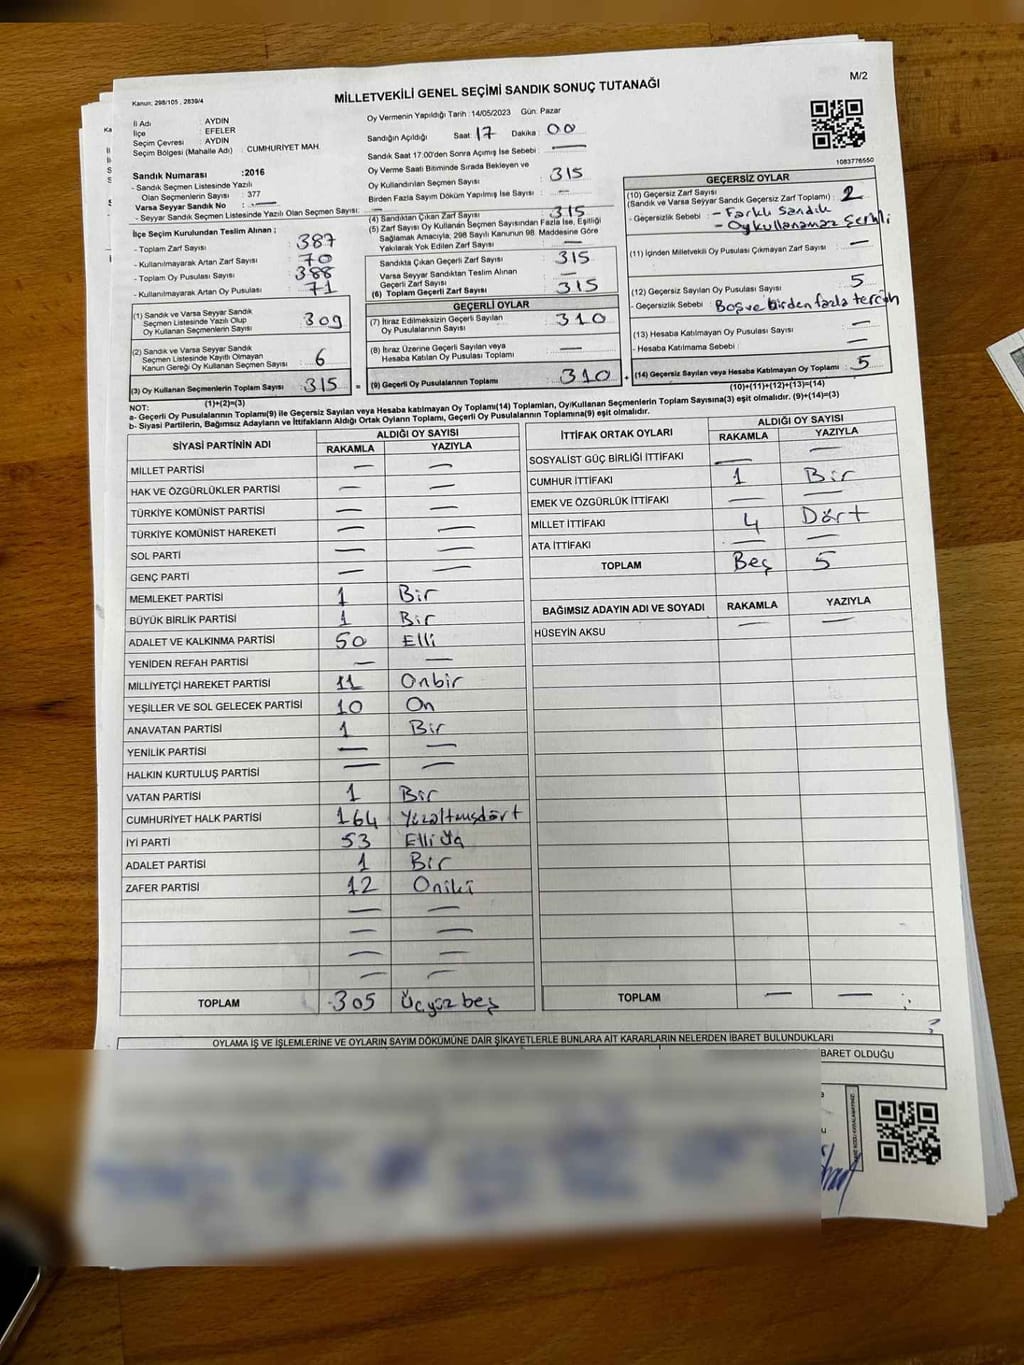 Kanun: 298/105 , 2839/4
MİLLETVEKİLİ GENEL SEÇİMİ SANDIK SONUÇ TUTANAĞI
M/2
İl Adı : AYDIN
İlçe : EFELER
Seçim Çevresi : AYDIN
Seçim Bölgesi (Mahalle Adı) : CUMHURİYET MAH.
Sandık Numarası :2016
- Sandık Seçmen Listesinde Yazılı
Olan Seçmenlerin Sayısı : 377
Varsa Seyyar Sandık No : —
- Seyyar Sandık Seçmen Listesinde Yazılı Olan Seçmen Sayısı: —
İlçe Seçim Kurulundan Teslim Alınan ;
- Toplam Zarf Sayısı : 387
- Kullanılmayarak Artan Zarf Sayısı : 70
- Toplam Oy Pusulası Sayısı : 388
- Kullanılmayarak Artan Oy Pusulası : 71
(1) Sandık ve Varsa Seyyar Sandık
Seçmen Listesinde Yazılı Olup
Oy Kullanan Seçmenlerin Sayısı : 309
(2) Sandık ve Varsa Seyyar Sandık
Seçmen Listesinde Kayıtlı Olmayan
Kanun Gereği Oy Kullanan Seçmen Sayısı : 6
(3) Oy Kullanan Seçmenlerin Toplam Sayısı : 315 =
(1)+(2)=(3)
Oy Vermenin Yapıldığı Tarih : 14/05/2023 Gün: Pazar
Sandığın Açıldığı Saat : 17 Dakika : 00
Sandık Saat 17:00'den Sonra Açımış İse Sebebi : —
Oy Verme Saati Bitiminde Sırada Bekleyen ve
Oy Kullandırılan Seçmen Sayısı : 315
Birden Fazla Sayım Döküm Yapılmış İse Sayısı : —
(4) Sandıktan Çıkan Zarf Sayısı : 315
(5) Zarf Sayısı Oy Kullanan Seçmen Sayısından Fazla İse, Eşitliği
Sağlamak Amacıyla, 298 Sayılı Kanunun 98. Maddesine Göre
Yakılarak Yok Edilen Zarf Sayısı : —
Sandıkta Çıkan Geçerli Zarf Sayısı : 315
Varsa Seyyar Sandıktan Teslim Alınan
Geçerli Zarf Sayısı : —
(6) Toplam Geçerli Zarf Sayısı : 315
GEÇERLİ OYLAR
(7) İtiraz Edilmeksizin Geçerli Sayılan
Oy Pusulalarının Sayısı : 310
(8) İtiraz Üzerine Geçerli Sayılan veya
Hesaba Katılan Oy Pusulası Toplamı : —
(9) Geçerli Oy Pusulalarının Toplamı : 310 +
1083776550
GEÇERSİZ OYLAR
(10) Geçersiz Zarf Sayısı
(Sandık ve Varsa Seyyar Sandık Geçersiz Zarf Toplamı) : 2
- Geçersizlik Sebebi : - Farklı Sandık
- Oy kullanamaz Şerhli
(11) İçinden Milletvekili Oy Pusulası Çıkmayan Zarf Sayısı : —
(12) Geçersiz Sayılan Oy Pusulası Sayısı : 5
- Geçersizlik Sebebi : Boş ve birden fazla tercih
(13) Hesaba Katılmayan Oy Pusulası Sayısı : —
- Hesaba Katılmama Sebebi : —
(14) Geçersiz Sayılan veya Hesaba Katılmayan Oy Toplamı : 5
(10)+(11)+(12)+(13)=(14)
NOT:
a- Geçerli Oy Pusulalarının Toplamı(9) ile Geçersiz Sayılan veya Hesaba katılmayan Oy Toplamı(14) Toplamları, Oy/Kullanan Seçmenlerin Toplam Sayısına(3) eşit olmalıdır. (9)+(14)=(3)
b- Siyasi Partilerin, Bağımsız Adayların ve İttifakların Aldığı Ortak Oyların Toplamı, Geçerli Oy Pusulalarının Toplamına(9) eşit olmalıdır.
SİYASİ PARTİNİN ADI ALDIĞI OY SAYISI
RAKAMLA YAZIYLA
MİLLET PARTİSİ — —
HAK VE ÖZGÜRLÜKLER PARTİSİ — —
TÜRKİYE KOMÜNİST PARTİSİ — —
TÜRKİYE KOMÜNİST HAREKETİ — —
SOL PARTİ — —
GENÇ PARTİ — —
MEMLEKET PARTİSİ 1 Bir
BÜYÜK BİRLİK PARTİSİ 1 Bir
ADALET VE KALKINMA PARTİSİ 50 Elli
YENİDEN REFAH PARTİSİ — —
MİLLİYETÇİ HAREKET PARTİSİ 11 Onbir
YEŞİLLER VE SOL GELECEK PARTİSİ 10 On
ANAVATAN PARTİSİ 1 Bir
YENİLİK PARTİSİ — —
HALKIN KURTULUŞ PARTİSİ — —
VATAN PARTİSİ 1 Bir
CUMHURİYET HALK PARTİSİ 164 Yüzaltmışdört
İYİ PARTİ 53 Elli üç
ADALET PARTİSİ 1 Bir
ZAFER PARTİSİ 12 Oniki
— —
— —
— —
— —
TOPLAM 305 Üçyüz beş
İTTİFAK ORTAK OYLARI ALDIĞI OY SAYISI
RAKAMLA YAZIYLA
SOSYALİST GÜÇ BİRLİĞİ İTTİFAKI — —
CUMHUR İTTİFAKI 1 Bir
EMEK VE ÖZGÜRLÜK İTTİFAKI — —
MİLLET İTTİFAKI 4 Dört
ATA İTTİFAKI — —
TOPLAM Beş 5
BAĞIMSIZ ADAYIN ADI VE SOYADI RAKAMLA YAZIYLA
HÜSEYİN AKSU — —
TOPLAM — —
OYLAMA İŞ VE İŞLEMLERİNE VE OYLARIN SAYIM DÖKÜMÜNE DAİR ŞİKAYETLERLE BUNLARA AİT KARARLARIN NELERDEN İBARET BULUNDUKLARI
BARET OLDUĞU